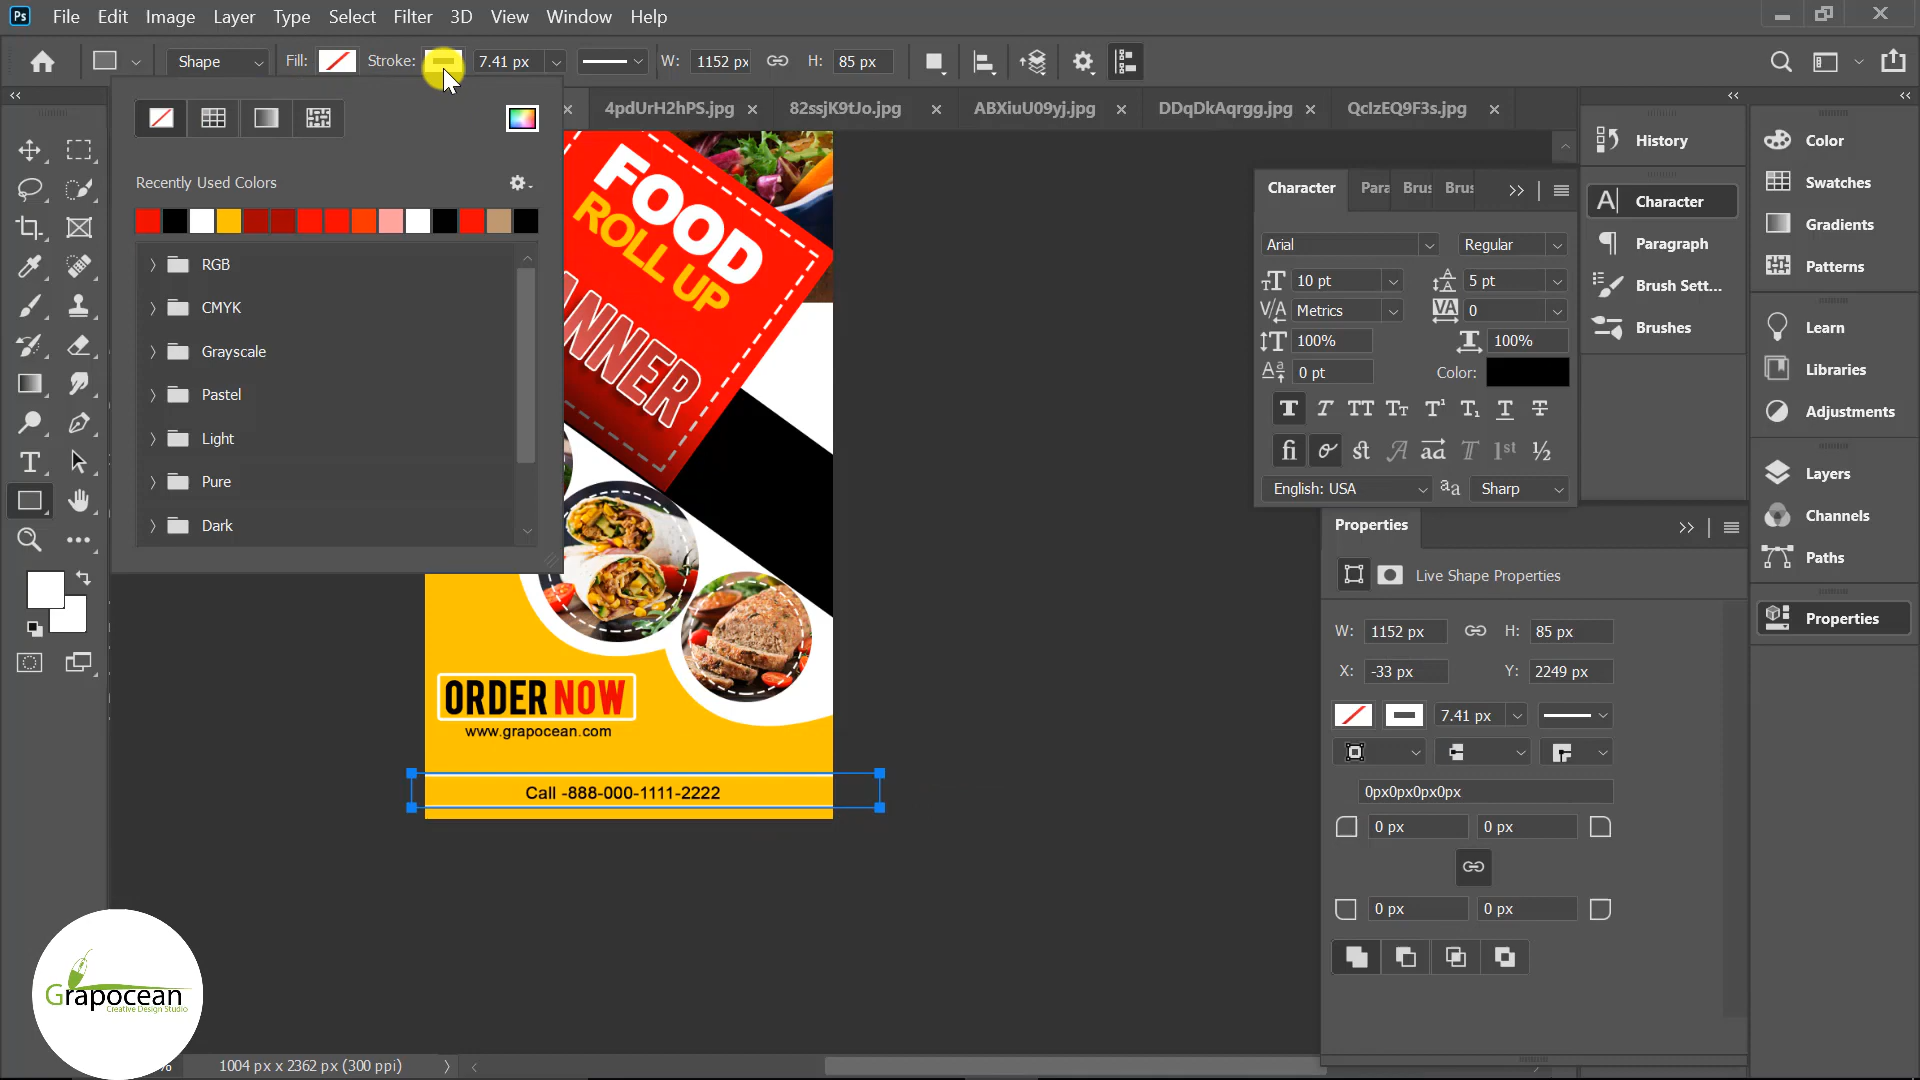 Ps File Edit Image Layer Type Select Filter 3D View Window Help
Shape Fill: Stroke: 7.41 px W: 1152 px H: 85 px
4pdUrH2hPS.jpg 82ssjK9tJo.jpg ABXiuU09yj.jpg DDqDkAqrgg.jpg QcIzEQ9F3s.jpg
Recently Used Colors
RGB
CMYK
Grayscale
Pastel
Light
Pure
Dark
FOOD
ROLL UP
NNER
ORDER NOW
www.grapocean.com
Call -888-000-1111-2222
Character Para Brus Brus
Arial Regular
10 pt 5 pt
Metrics 0
100% 100%
0 pt Color:
English: USA Sharp
Properties
Live Shape Properties
W: 1152 px H: 85 px
X: -33 px Y: 2249 px
7.41 px
0px0px0px0px
0 px 0 px
0 px 0 px
History
Character
Paragraph
Brush Sett...
Brushes
Color
Swatches
Gradients
Patterns
Learn
Libraries
Adjustments
Layers
Channels
Paths
Properties
Grapocean
Creative Design Studio
% 1004 px x 2362 px (300 ppi)